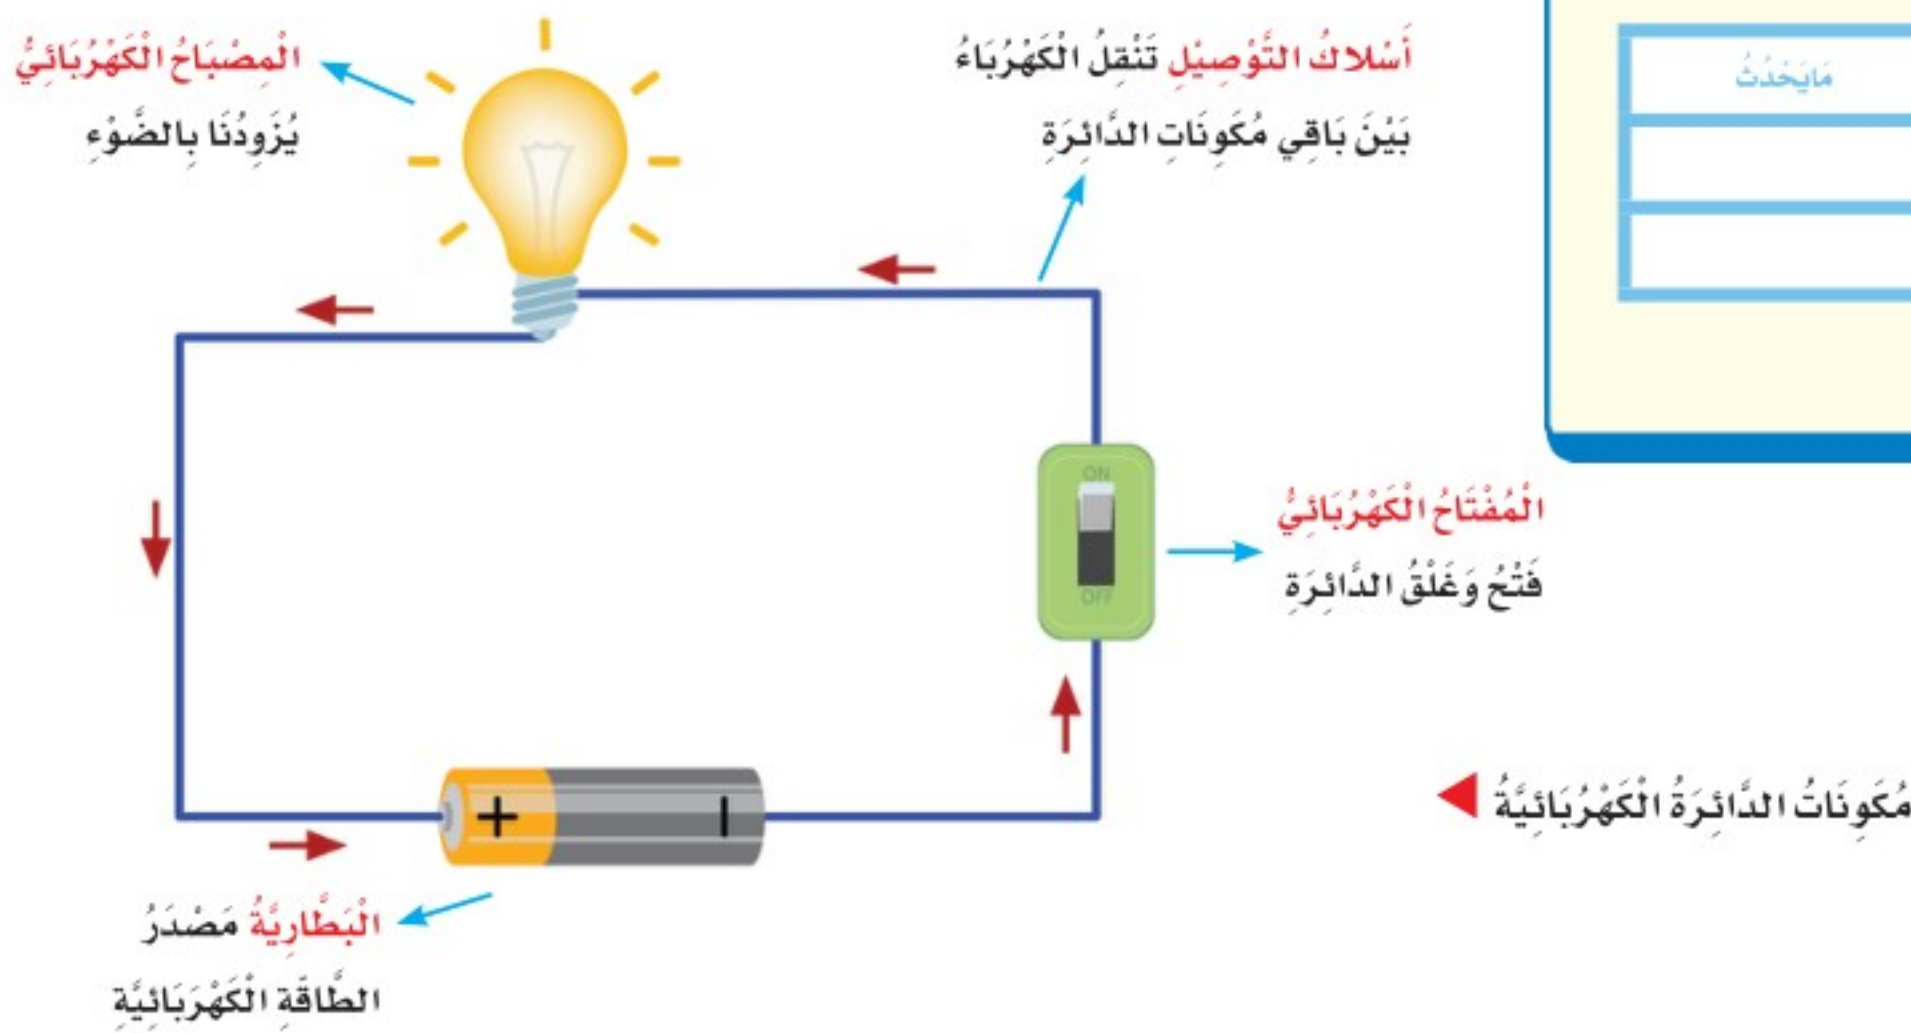 مَايَحْدُثُ
أَسْلاكُ التَّوْصِيْلِ تَنْقِلُ الْكَهْرُبَاءُ
بَيْنَ بَاقِي مُكَوِنَاتِ الدَّائِرَةِ
الْمِصْبَاحُ الْكَهْرُبَائِيُّ
يُزَوِدُنَا بِالضَّوْءِ
ON
OFF
الْمُفْتَاحُ الْكَهْرُبَائِيُّ
فَتْحُ وَغَلْقُ الدَّائِرَةِ
+
−
مُكَوِنَاتُ الدَّائِرَةُ الْكَهْرُبَائِيَّةُ
الْبَطَّارِيَّةُ مَصْدَرُ
الطَّاقَةِ الْكَهْرَبَائِيَّةِ